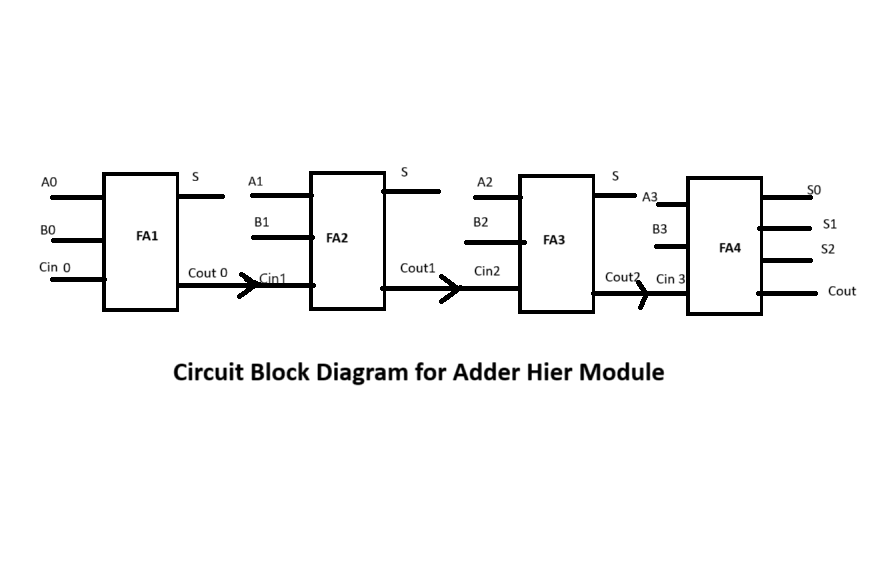 A0
B0
Cin 0
FA1
S
Cout 0
A1
B1
Cin1
FA2
S
Cout1
A2
B2
Cin2
FA3
S
Cout2
A3
B3
Cin 3
FA4
S0
S1
S2
Cout
Circuit Block Diagram for Adder Hier Module